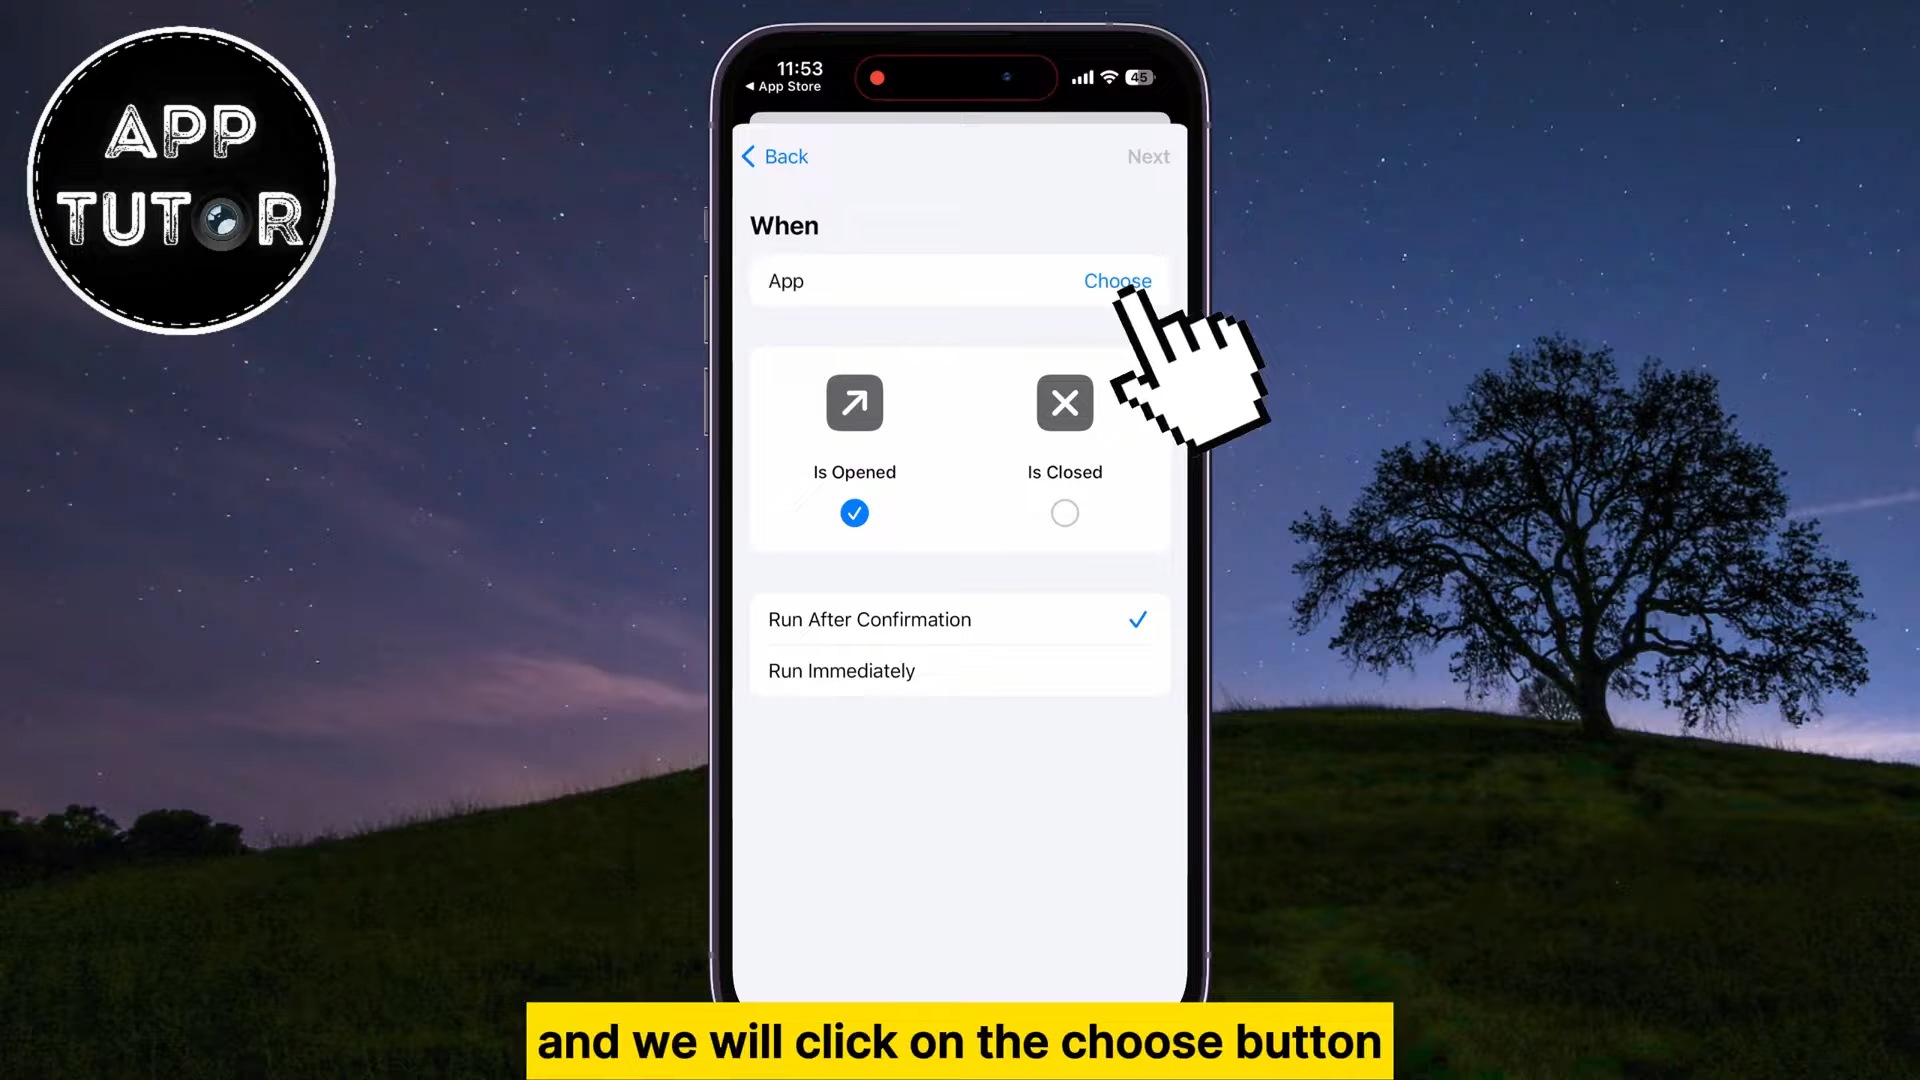 APP
TUTOR
11:53
App Store
45
Back
Next
When
App
Choose
Is Opened
Is Closed
Run After Confirmation
Run Immediately
and we will click on the choose button